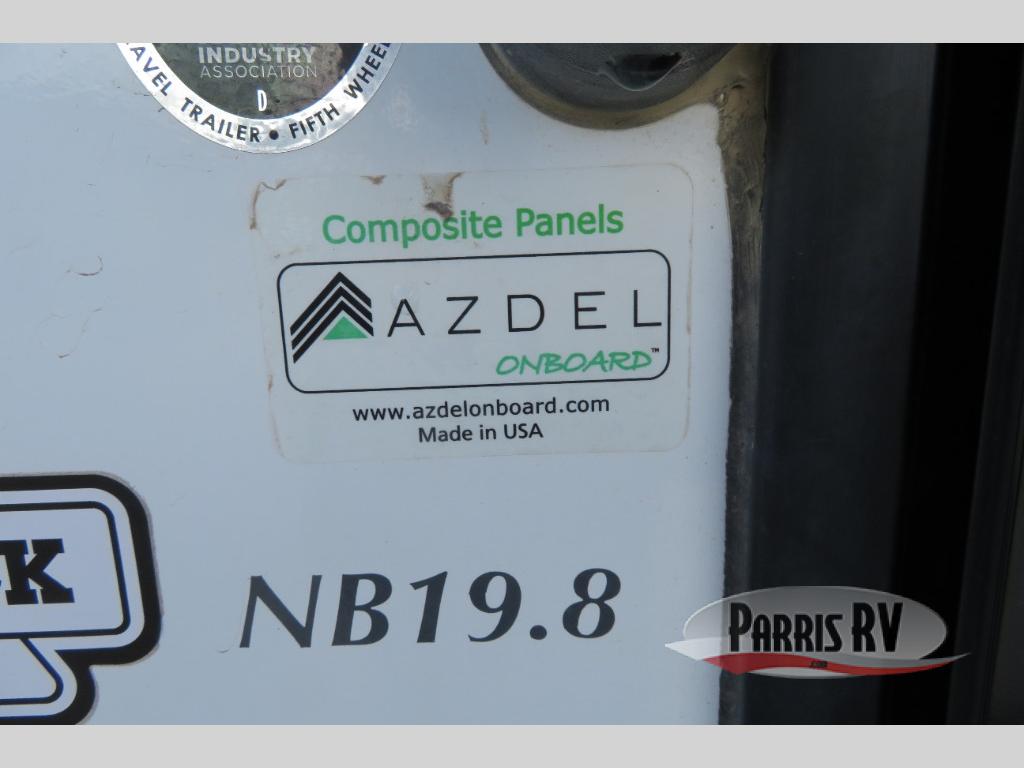 INDUSTRY
ASSOCIATION
D
TRAILER • FIFTH WHEEL
Composite Panels
AZDEL
ONBOARD™
www.azdelonboard.com
Made in USA
NB19.8
PARRIS RV
.com